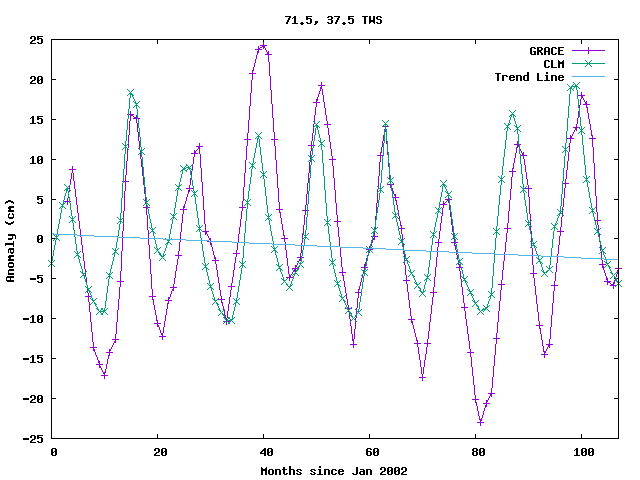 71.5, 37.5 TWS
GRACE
CLM
Trend Line
25
20
15
10
5
0
-5
-10
-15
-20
-25
Anomaly (cm)
0 20 40 60 80 100
Months since Jan 2002